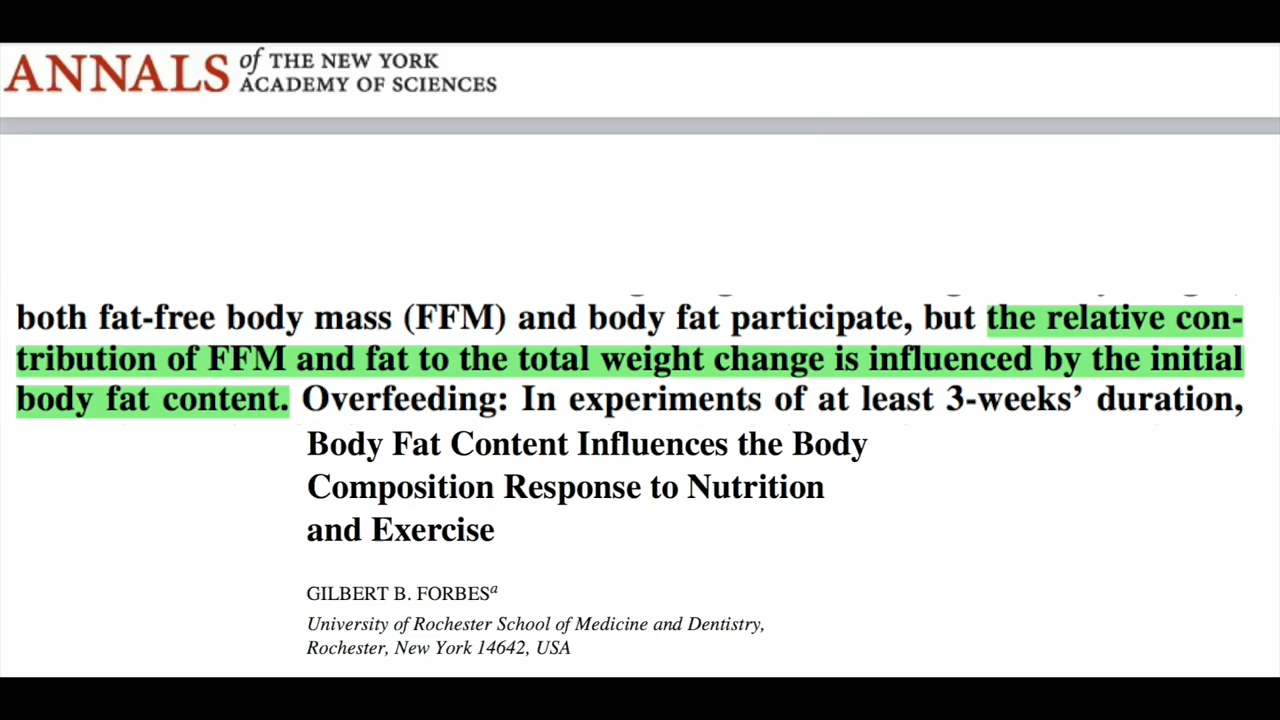 ANNALS of THE NEW YORK
ACADEMY OF SCIENCES
both fat-free body mass (FFM) and body fat participate, but the relative con-
tribution of FFM and fat to the total weight change is influenced by the initial
body fat content. Overfeeding: In experiments of at least 3-weeks’ duration,
Body Fat Content Influences the Body
Composition Response to Nutrition
and Exercise
GILBERT B. FORBESa
University of Rochester School of Medicine and Dentistry,
Rochester, New York 14642, USA